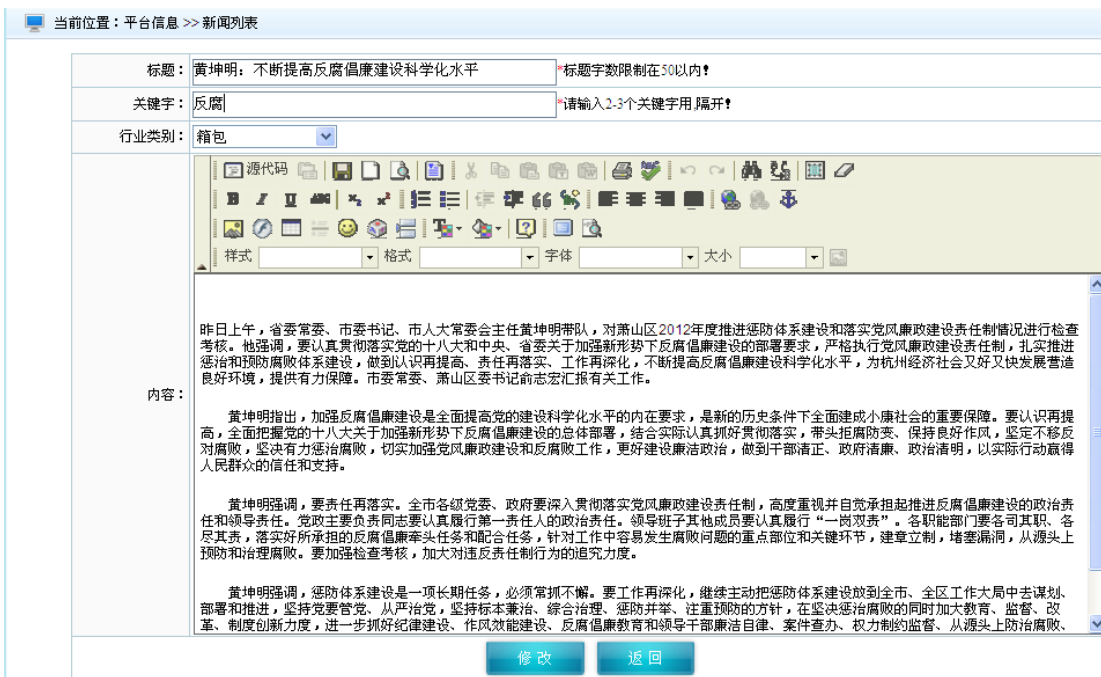 当前位置：平台信息 >> 新闻列表
标题： 黄坤明：不断提高反腐倡廉建设科学化水平 *标题字数限制在50以内!
关键字： 反腐 *请输入2-3个关键字用,隔开!
行业类别： 箱包
源代码
样式 格式 字体 大小
内容：
昨日上午，省委常委、市委书记、市人大常委会主任黄坤明带队，对萧山区2012年度推进惩防体系建设和落实党风廉政建设责任制情况进行检查
考核。他强调，要认真贯彻落实党的十八大和中央、省委关于加强新形势下反腐倡廉建设的部署要求，严格执行党风廉政建设责任制，扎实推进
惩治和预防腐败体系建设，做到认识再提高、责任再落实、工作再深化，不断提高反腐倡廉建设科学化水平，为杭州经济社会又好又快发展营造
良好环境，提供有力保障。市委常委、萧山区委书记俞志宏汇报有关工作。
黄坤明指出，加强反腐倡廉建设是全面提高党的建设科学化水平的内在要求，是新的历史条件下全面建成小康社会的重要保障。要认识再提
高，全面把握党的十八大关于加强新形势下反腐倡廉建设的总体部署，结合实际认真抓好贯彻落实，带头拒腐防变、保持良好作风，坚定不移反
对腐败，坚决有力惩治腐败，切实加强党风廉政建设和反腐败工作，更好建设廉洁政治，做到干部清正、政府清廉、政治清明，以实际行动赢得
人民群众的信任和支持。
黄坤明强调，要责任再落实。全市各级党委、政府要深入贯彻落实党风廉政建设责任制，高度重视并自觉承担起推进反腐倡廉建设的政治责
任和领导责任。党政主要负责同志要认真履行第一责任人的政治责任。领导班子其他成员要认真履行“一岗双责”。各职能部门要各司其职、各
尽其责，落实好所承担的反腐倡廉牵头任务和配合任务，针对工作中容易发生腐败问题的重点部位和关键环节，建章立制，堵塞漏洞，从源头上
预防和治理腐败。要加强检查考核，加大对违反责任制行为的追究力度。
黄坤明强调，惩防体系建设是一项长期任务，必须常抓不懈。要工作再深化，继续主动把惩防体系建设放到全市、全区工作大局中去谋划、
部署和推进，坚持党要管党、从严治党，坚持标本兼治、综合治理、惩防并举、注重预防的方针，在坚决惩治腐败的同时加大教育、监督、改
革、制度创新力度，进一步抓好纪律建设、作风效能建设、反腐倡廉教育和领导干部廉洁自律、案件查办、权力制约监督、从源头上防治腐败、
修改 返回